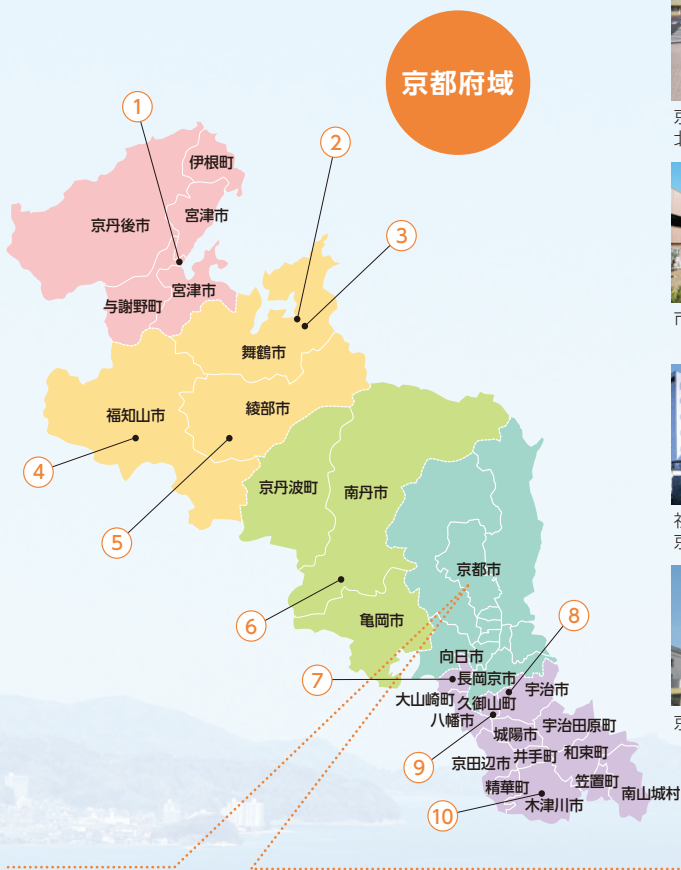 京都府域
①
②
③
伊根町
宮津市
京丹後市
宮津市
与謝野町
舞鶴市
綾部市
福知山市
④
⑤
京丹波町
南丹市
京都市
亀岡市
⑥
⑦
⑧
向日市
長岡京市
宇治市
大山崎町
久御山町
八幡市
宇治田原町
城陽市
⑨
京田辺市
井手町
和束町
精華町
笠置町
南山城村
木津川市
⑩